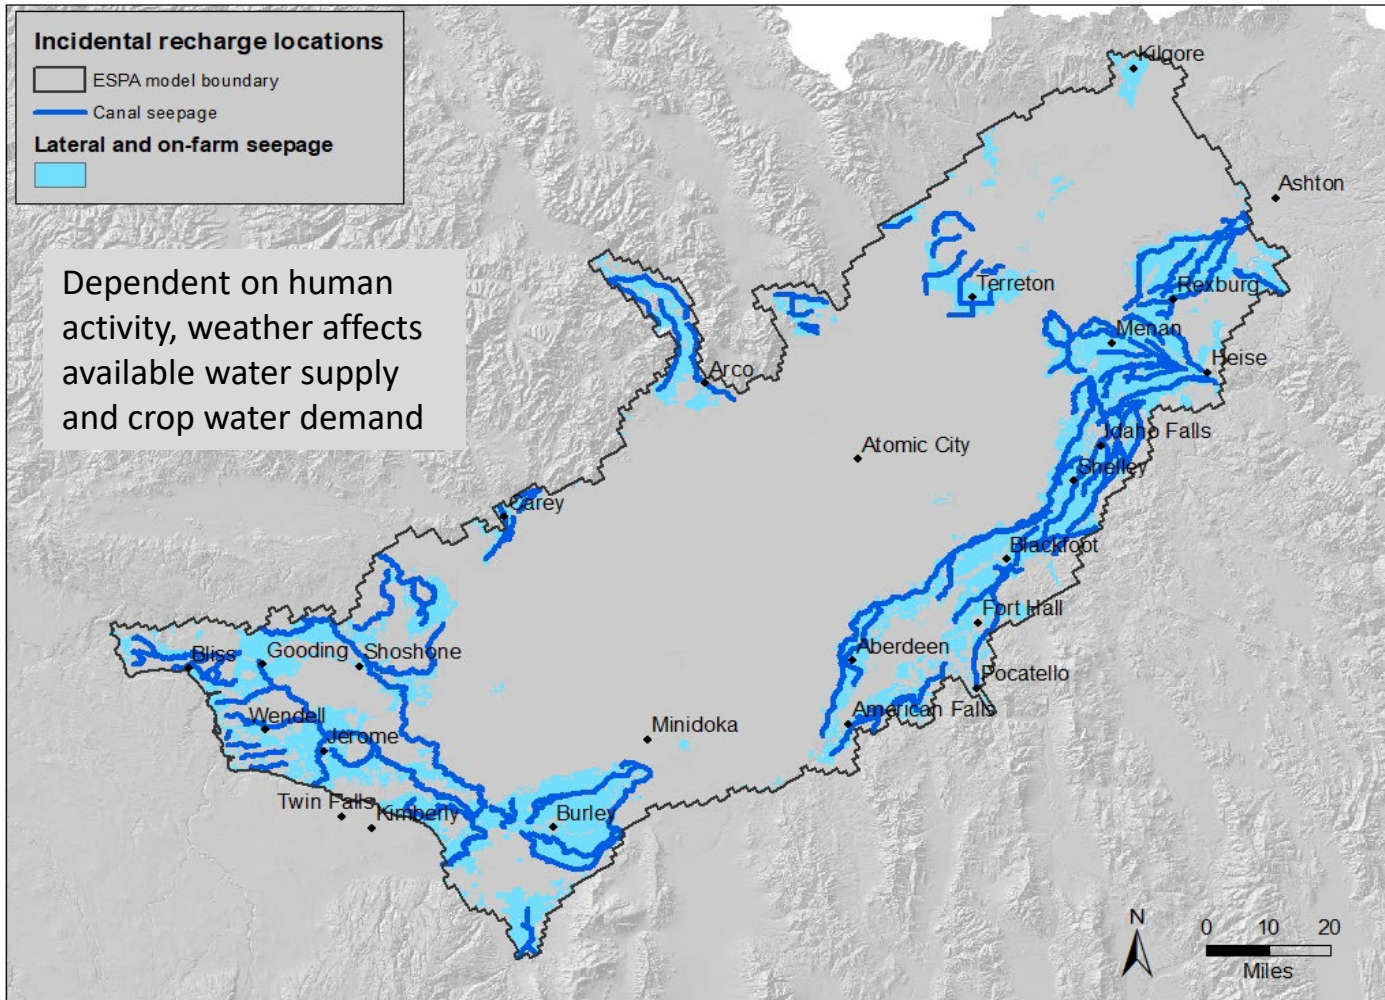 Incidental recharge locations
ESPA model boundary
Canal seepage
Lateral and on-farm seepage
Dependent on human
activity, weather affects
available water supply
and crop water demand
Kilgore
Ashton
Terreton
Rexburg
Menan
Heise
Arco
Idaho Falls
Atomic City
Shelley
Carey
Blackfoot
Fort Hall
Bliss
Gooding
Shoshone
Aberdeen
Pocatello
Wendell
American Falls
Minidoka
Jerome
Twin Falls
Kimberly
Burley
N
0 10 20
Miles